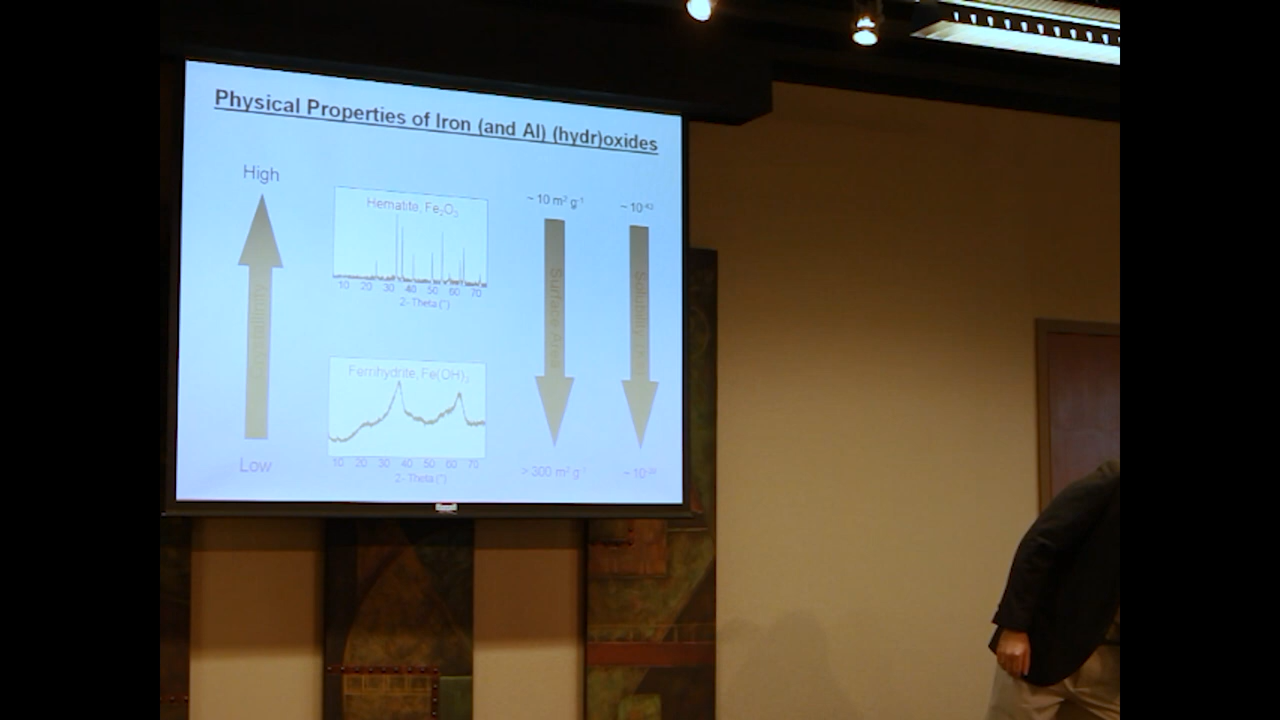 Physical Properties of Iron (and Al) (hydr)oxides
High
Hematite, Fe₂O₃
10 20 30 40 50 60 70
2-Theta (°)
~ 10 m² g⁻¹
Surface Area
Solubility
Crystallinity
Ferrihydrite, Fe(OH)₃
10 20 30 40 50 60 70
2-Theta (°)
Low
> 300 m² g⁻¹